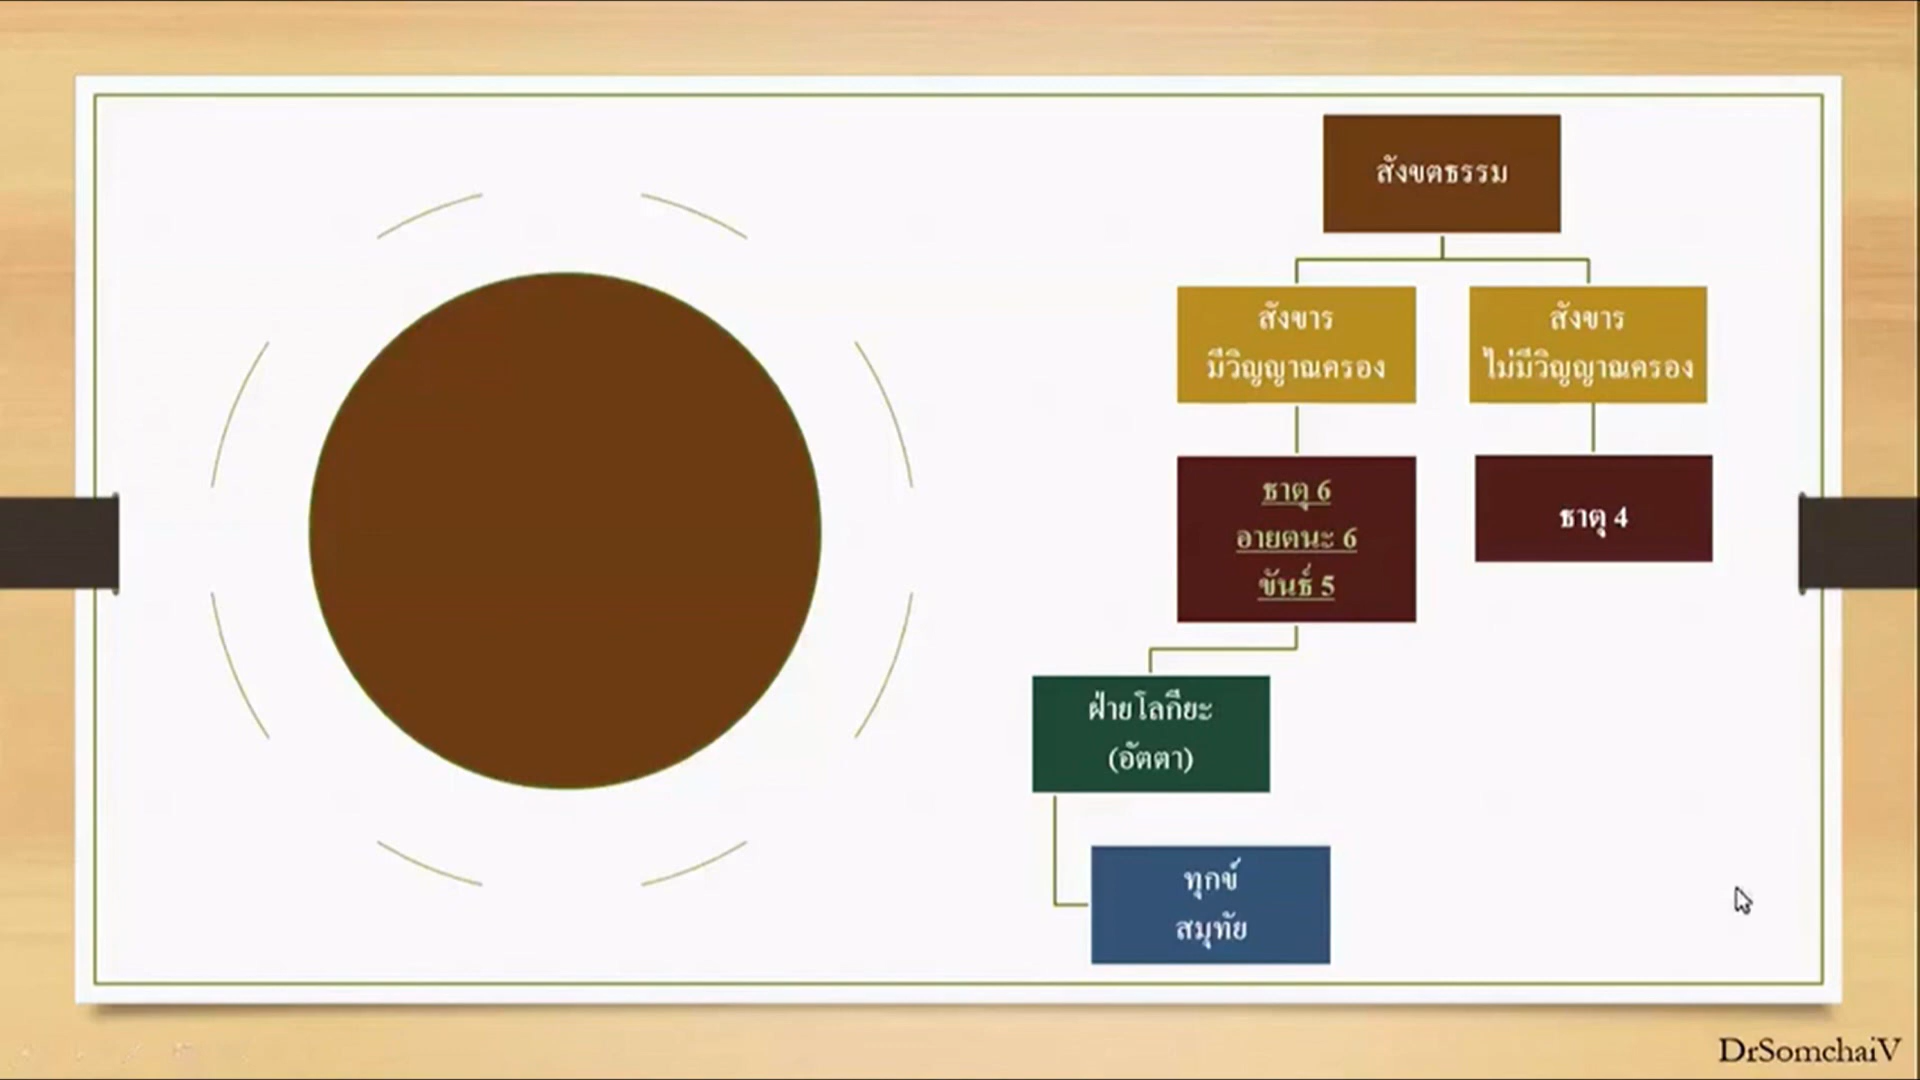 สังขตธรรม
สังขาร
มีวิญญาณครอง
สังขาร
ไม่มีวิญญาณครอง
ธาตุ 6
อายตนะ 6
ขันธ์ 5
ธาตุ 4
ฝ่ายโลกียะ
(อัตตา)
ทุกข์
สมุทัย
DrSomchaiV